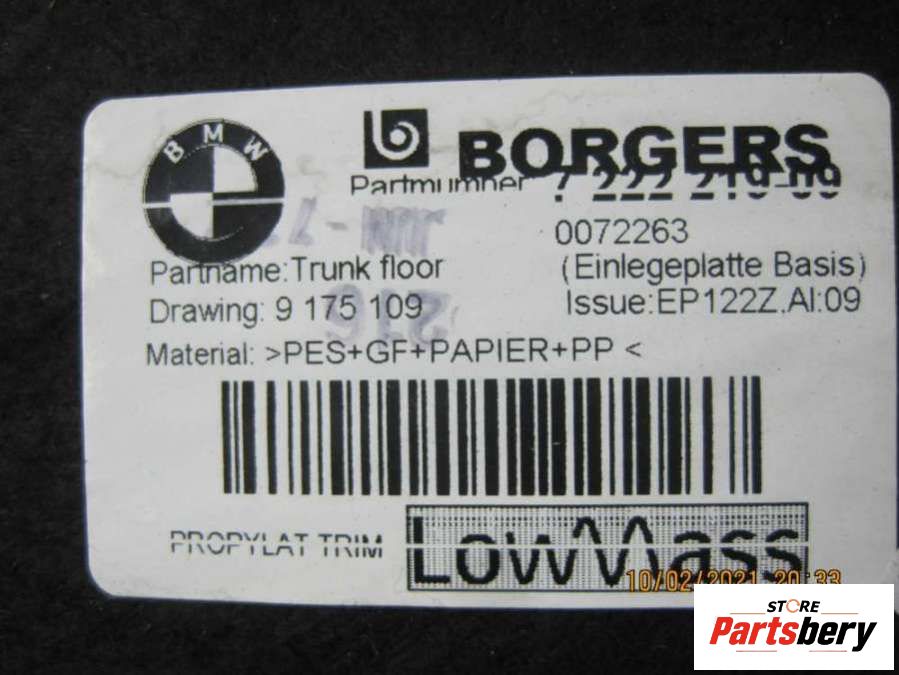 BMW
BORGERS
Partnumber 7 222 219-09
0072263
Partname: Trunk floor (Einlegeplatte Basis)
Drawing: 9 175 109 Issue:EP122Z.AI:09
Material: >PES+GF+PAPIER+PP <
PROPYLAT TRIM LowMass
10/02/2021 20:33
STORE
Partsbery